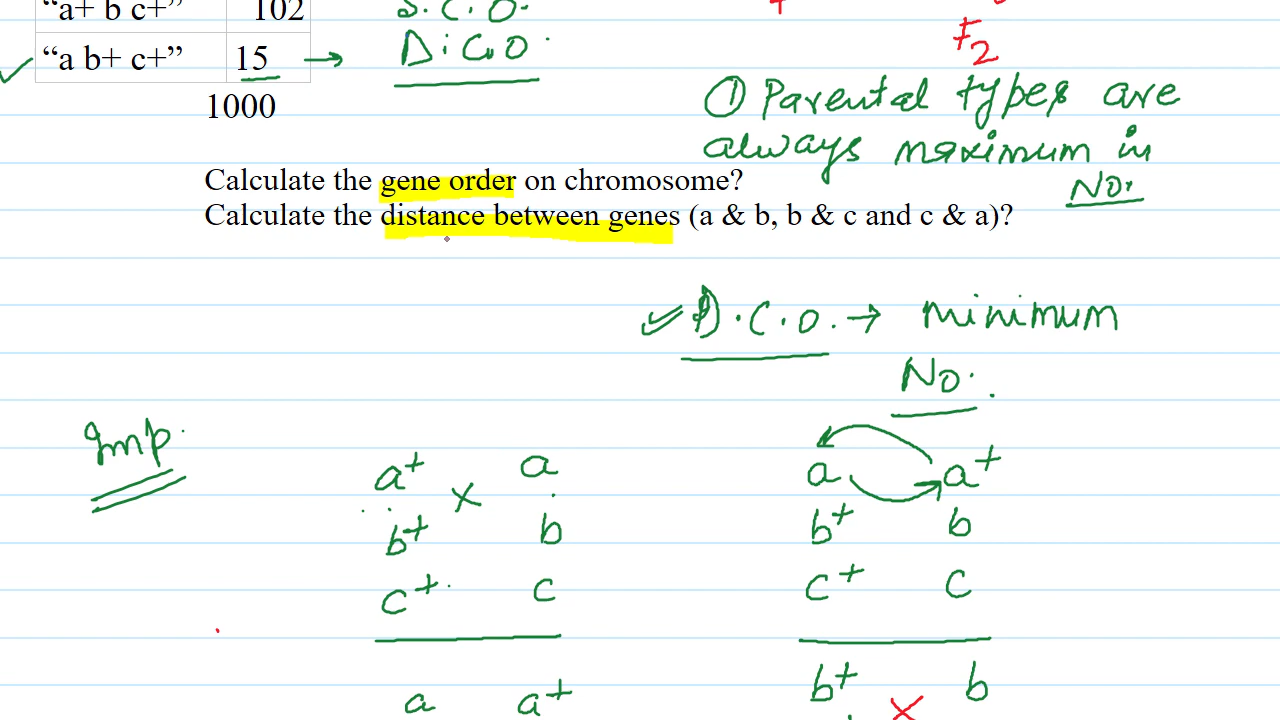 “a+ b c+” 102 S.C.O.
“a b+ c+” 15 → D.C.O.
F2
1000
① Parental types are
always maximum in
No.
Calculate the gene order on chromosome?
Calculate the distance between genes (a & b, b & c and c & a)?
D.C.O. → minimum
No.
Imp.
a+ x a
b+ b
c+ c
a a+
a a+
b+ b
c+ c
b+ x b